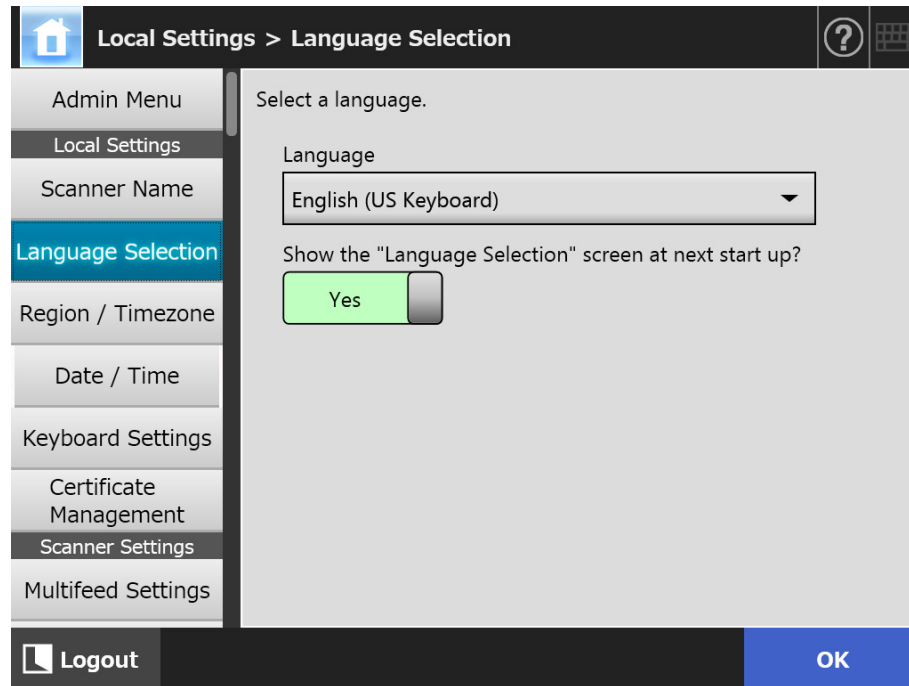 Local Settings > Language Selection
?
Admin Menu
Local Settings
Scanner Name
Language Selection
Region / Timezone
Date / Time
Keyboard Settings
Certificate
Management
Scanner Settings
Multifeed Settings
Select a language.
Language
English (US Keyboard)
Show the "Language Selection" screen at next start up?
Yes
Logout
OK